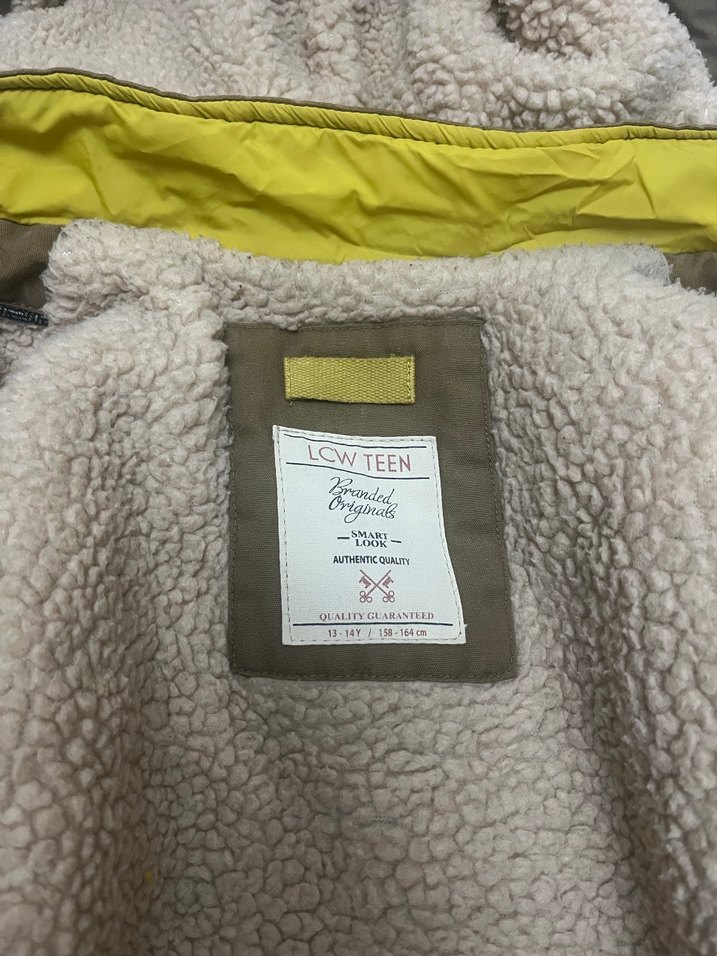 LCW TEEN
Branded
Originals
SMART
LOOK
AUTHENTIC QUALITY
QUALITY GUARANTEED
13 - 14 Y / 158 - 164 cm